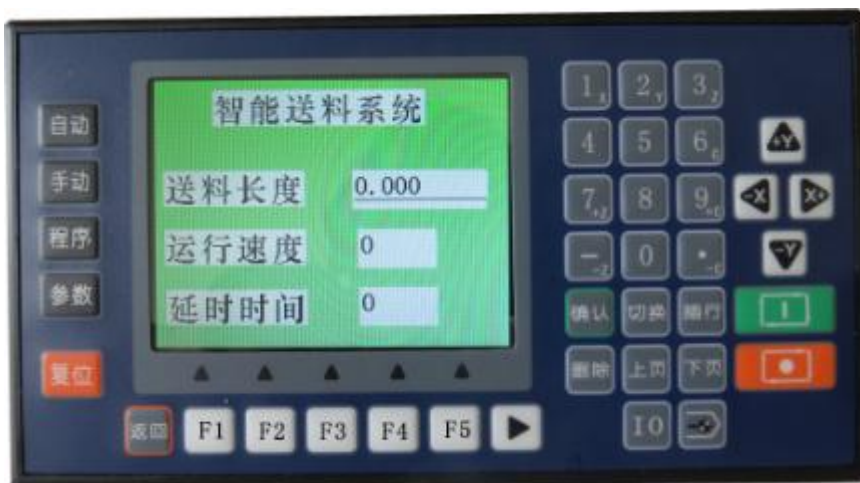 智能送料系统
送料长度 0.000
运行速度 0
延时时间 0
自动
手动
程序
参数
复位
返回 F1 F2 F3 F4 F5
1 X 2 Y 3 Z
4 5 6 C
7 +Z 8 9 +C
- -Z 0 . -C
确认 切换 插行
删除 上页 下页
IO
+Y
-X X+
-Y